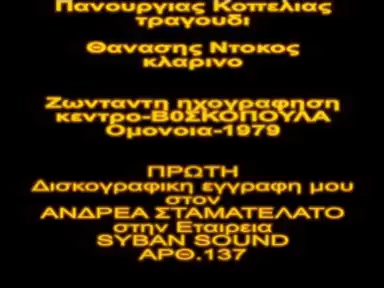 Πανουργιας Κοπελιας
τραγουδι
Θανασης Ντοκος
κλαρινο
Ζωνταντη ηχογραφηση
κεντρο-Β0ΣΚΟΠΟΥΛΑ
Ομονοια-1979
ΠΡΩΤΗ
Δισκογραφικη εγγραφη μου
στον
ΑΝΔΡΕΑ ΣΤΑΜΑΤΕΛΑΤΟ
στην Εταιρεια
SYBAN SOUND
ΑΡΘ.137